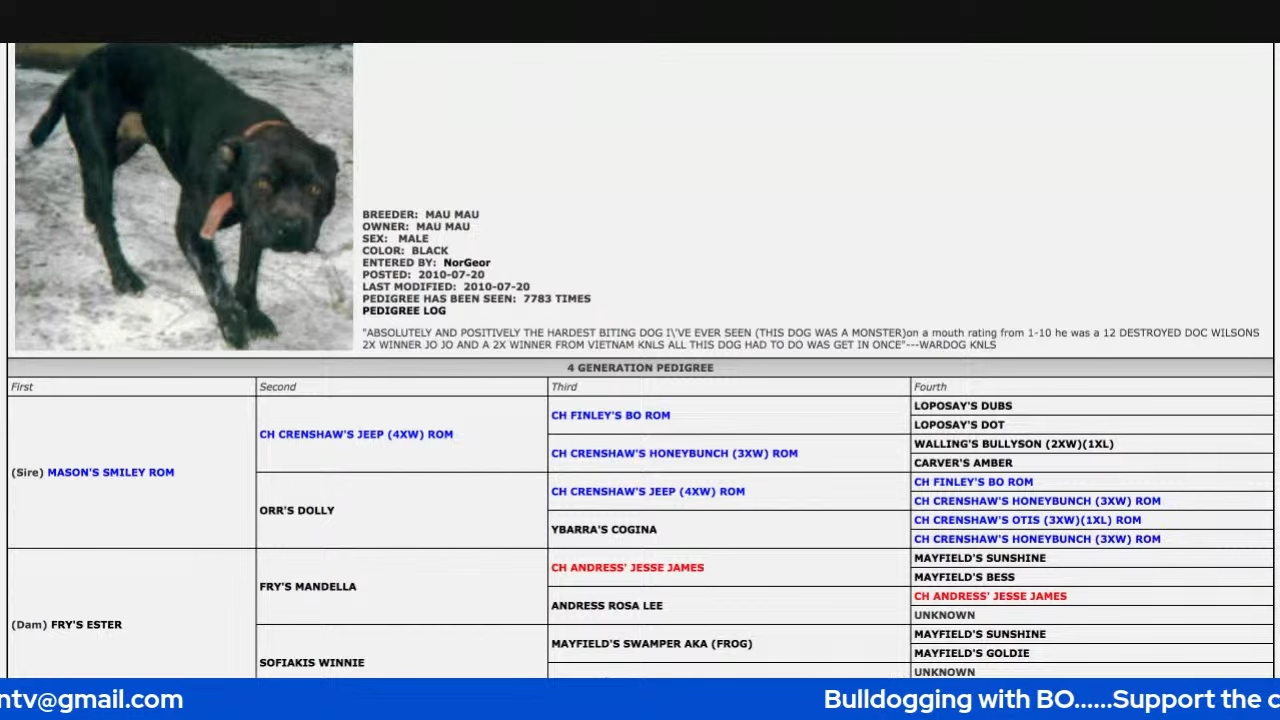 BREEDER: MAU MAU
OWNER: MAU MAU
SEX: MALE
COLOR: BLACK
ENTERED BY: NorGeor
POSTED: 2010-07-20
LAST MODIFIED: 2010-07-20
PEDIGREE HAS BEEN SEEN: 7783 TIMES
PEDIGREE LOG
"ABSOLUTELY AND POSITIVELY THE HARDEST BITING DOG I\'VE EVER SEEN (THIS DOG WAS A MONSTER)on a mouth rating from 1-10 he was a 12 DESTROYED DOC WILSONS
2X WINNER JO JO AND A 2X WINNER FROM VIETNAM KNLS ALL THIS DOG HAD TO DO WAS GET IN ONCE"---WARDOG KNLS
4 GENERATION PEDIGREE
First Second Third Fourth
LOPOSAY'S DUBS
CH FINLEY'S BO ROM
LOPOSAY'S DOT
CH CRENSHAW'S JEEP (4XW) ROM
WALLING'S BULLYSON (2XW)(1XL)
CH CRENSHAW'S HONEYBUNCH (3XW) ROM
CARVER'S AMBER
(Sire) MASON'S SMILEY ROM
CH FINLEY'S BO ROM
CH CRENSHAW'S JEEP (4XW) ROM
CH CRENSHAW'S HONEYBUNCH (3XW) ROM
ORR'S DOLLY
CH CRENSHAW'S OTIS (3XW)(1XL) ROM
YBARRA'S COGINA
CH CRENSHAW'S HONEYBUNCH (3XW) ROM
MAYFIELD'S SUNSHINE
CH ANDRESS' JESSE JAMES
MAYFIELD'S BESS
FRY'S MANDELLA
CH ANDRESS' JESSE JAMES
ANDRESS ROSA LEE
UNKNOWN
(Dam) FRY'S ESTER
MAYFIELD'S SUNSHINE
MAYFIELD'S SWAMPER AKA (FROG)
MAYFIELD'S GOLDIE
SOFIAKIS WINNIE
UNKNOWN
ntv@gmail.com Bulldogging with BO......Support the c